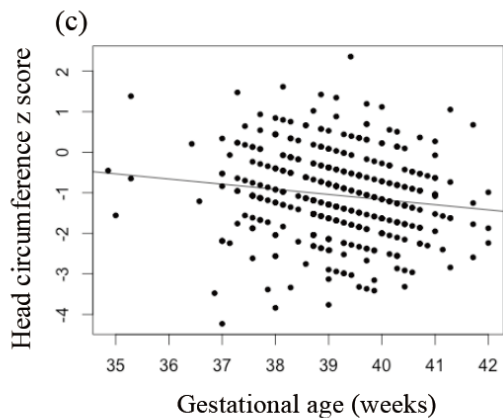 (c)
Head circumference z score
2
1
0
-1
-2
-3
-4
35 36 37 38 39 40 41 42
Gestational age (weeks)